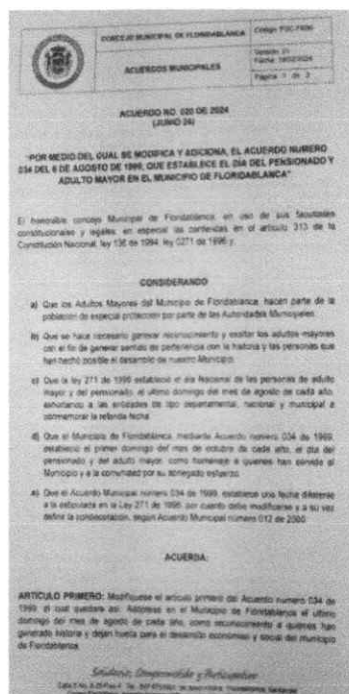 CONCEJO MUNICIPAL DE FLORIDABLANCA
ACUERDOS MUNICIPALES
Página 1 de 2
ACUERDO NO. 020 DE 2024
(JUNIO 24)
"POR MEDIO DEL QUAL SE MODIFICA Y ADICIONA, EL ACUERDO NUMERO
034 DEL 6 DE AGOSTO DE 1999, QUE ESTABLECE EL DÍA DEL PENSIONADO Y
ADULTO MAYOR EN EL MUNICIPIO DE FLORIDABLANCA"
El honorable concejo Municipal de Floridablanca, en uso de sus facultades
constitucionales y legales, en especial las contenidas en el artículo 313 de la
Constitución Nacional, ley 136 de 1994, ley 0271 de 1996 y,
CONSIDERANDO
a) Que los Adultos Mayores del Municipio de Floridablanca, hacen parte de la
población de especial protección por parte de las Autoridades Municipales.
b) Que se hace necesario generar reconocimiento y exaltar los adultos mayores
con el fin de generar sentido de pertenencia con la historia y las personas que
han hecho posible el desarrollo de nuestro Municipio.
c) Que la ley 271 de 1996 estableció el día Nacional de las personas de adulto
mayor y del pensionado, el último domingo del mes de agosto de cada año,
exhortando a las entidades de tipo departamental, nacional y municipal a
conmemorar la referida fecha.
d) Que el Municipio de Floridablanca, mediante Acuerdo numero 034 de 1999,
estableció el primer domingo del mes de octubre de cada año, el día del
pensionado y del adulto mayor, como homenaje a quienes han servido al
Municipio y a la comunidad por su abnegado esfuerzo.
e) Que el Acuerdo Municipal número 034 de 1999, establece una fecha diferente
a la estipulada en la Ley 271 de 1996, por cuanto debe modificarse y a su vez
definir la condecoración, según Acuerdo Municipal número 012 de 2000.
ACUERDA:
ARTÍCULO PRIMERO: Modifíquese el artículo primero del Acuerdo número 034 de
1999, el cual quedara así: Adóptese en el Municipio de Floridablanca el último
domingo del mes de agosto de cada año, como reconocimiento a quienes han
generado historia y dejan huella para el desarrollo económico y social del municipio
de Floridablanca.
Solidario, Comprometido y Participativo